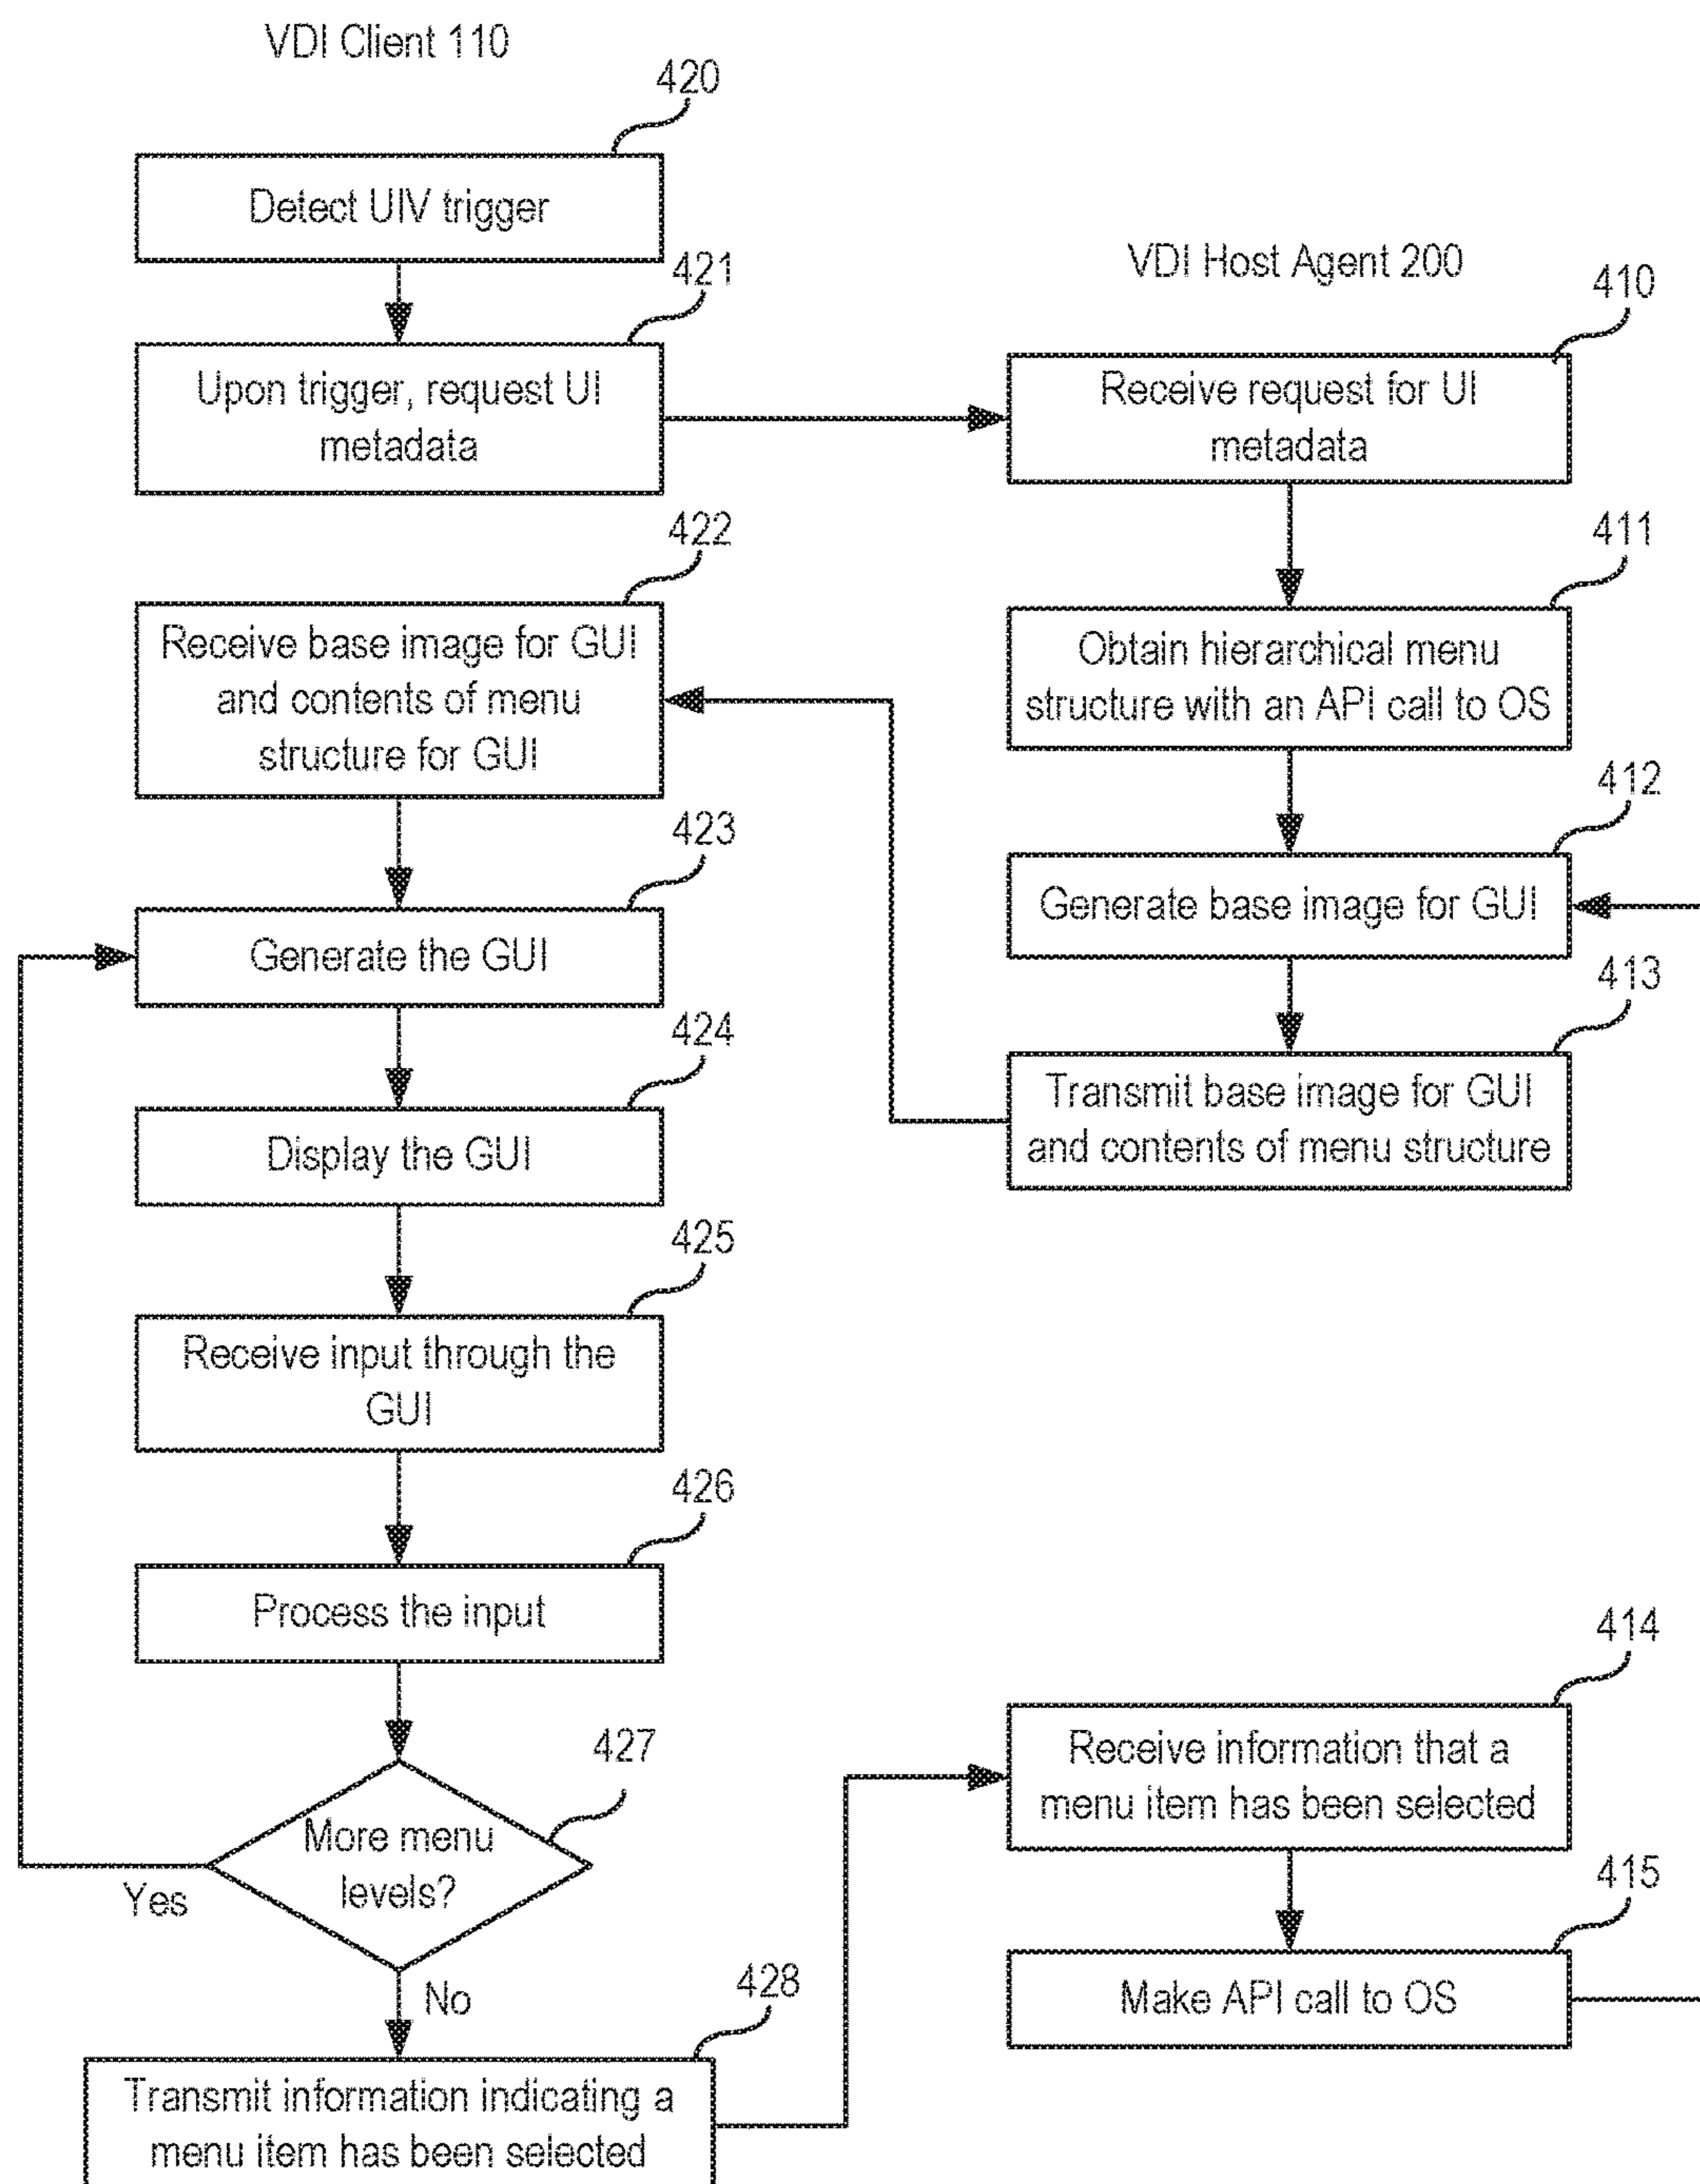 VDI Client 110
420
Detect UIV trigger
421
Upon trigger, request UI
metadata
VDI Host Agent 200
410
Receive request for UI
metadata
422
Receive base image for GUI
and contents of menu
structure for GUI
411
Obtain hierarchical menu
structure with an API call to OS
412
Generate base image for GUI
423
Generate the GUI
413
Transmit base image for GUI
and contents of menu structure
424
Display the GUI
425
Receive input through the
GUI
426
Process the input
427
More menu
levels?
Yes
No
428
Transmit information indicating a
menu item has been selected
414
Receive information that a
menu item has been selected
415
Make API call to OS